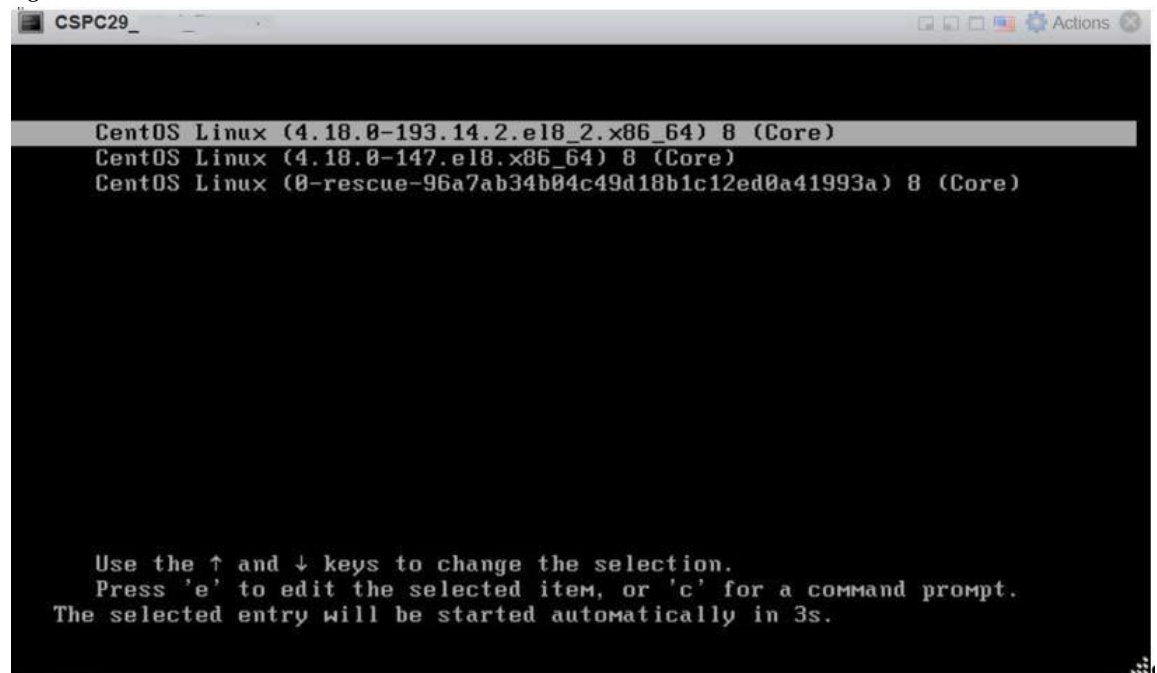 CSPC29_ Actions
CentOS Linux (4.18.0-193.14.2.el8_2.x86_64) 8 (Core)
CentOS Linux (4.18.0-147.el8.x86_64) 8 (Core)
CentOS Linux (0-rescue-96a7ab34b04c49d18b1c12ed0a41993a) 8 (Core)
Use the ↑ and ↓ keys to change the selection.
Press 'e' to edit the selected item, or 'c' for a command prompt.
The selected entry will be started automatically in 3s.